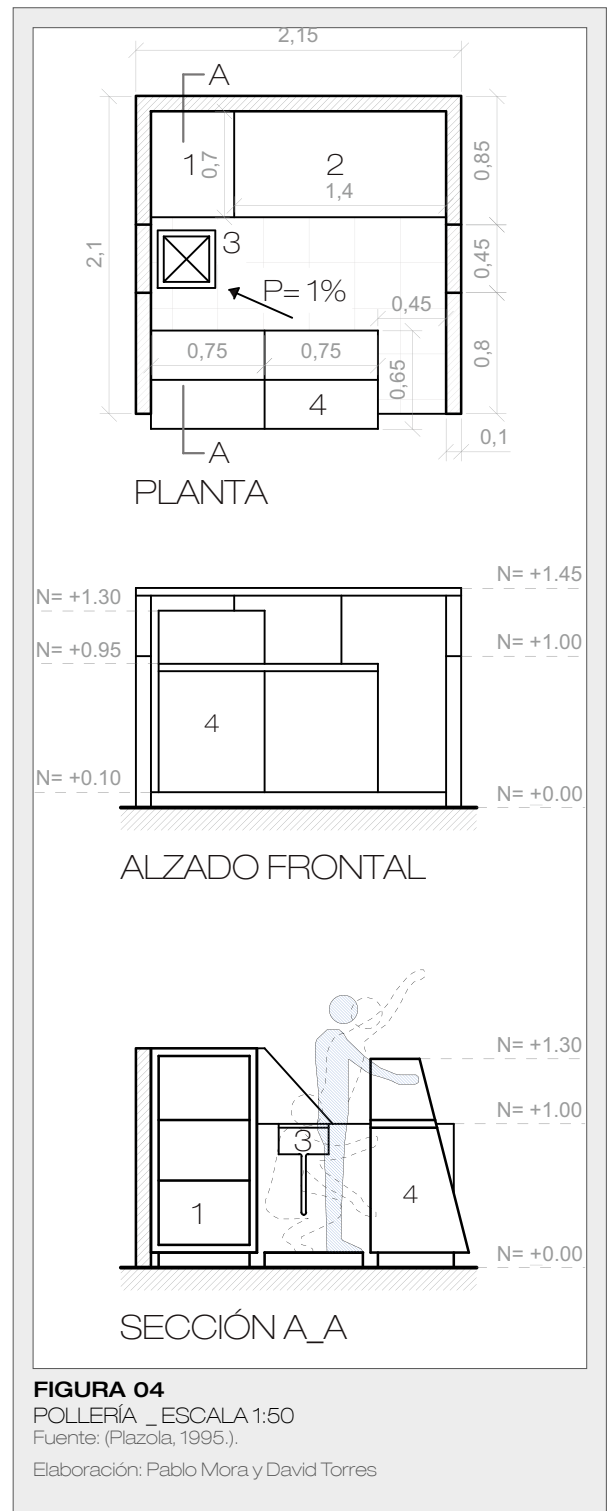 2,15
A
1
0,7
2
1,4
0,85
2,1
3
0,45
P= 1%
0,45
0,75
0,75
0,65
0,8
4
0,1
A
PLANTA
N= +1.45
N= +1.30
N= +0.95
N= +1.00
4
N= +0.10
N= +0.00
ALZADO FRONTAL
N= +1.30
N= +1.00
3
1
4
N= +0.00
SECCIÓN A_A
FIGURA 04
POLLERÍA _ ESCALA 1:50
Fuente: (Plazola, 1995.).
Elaboración: Pablo Mora y David Torres